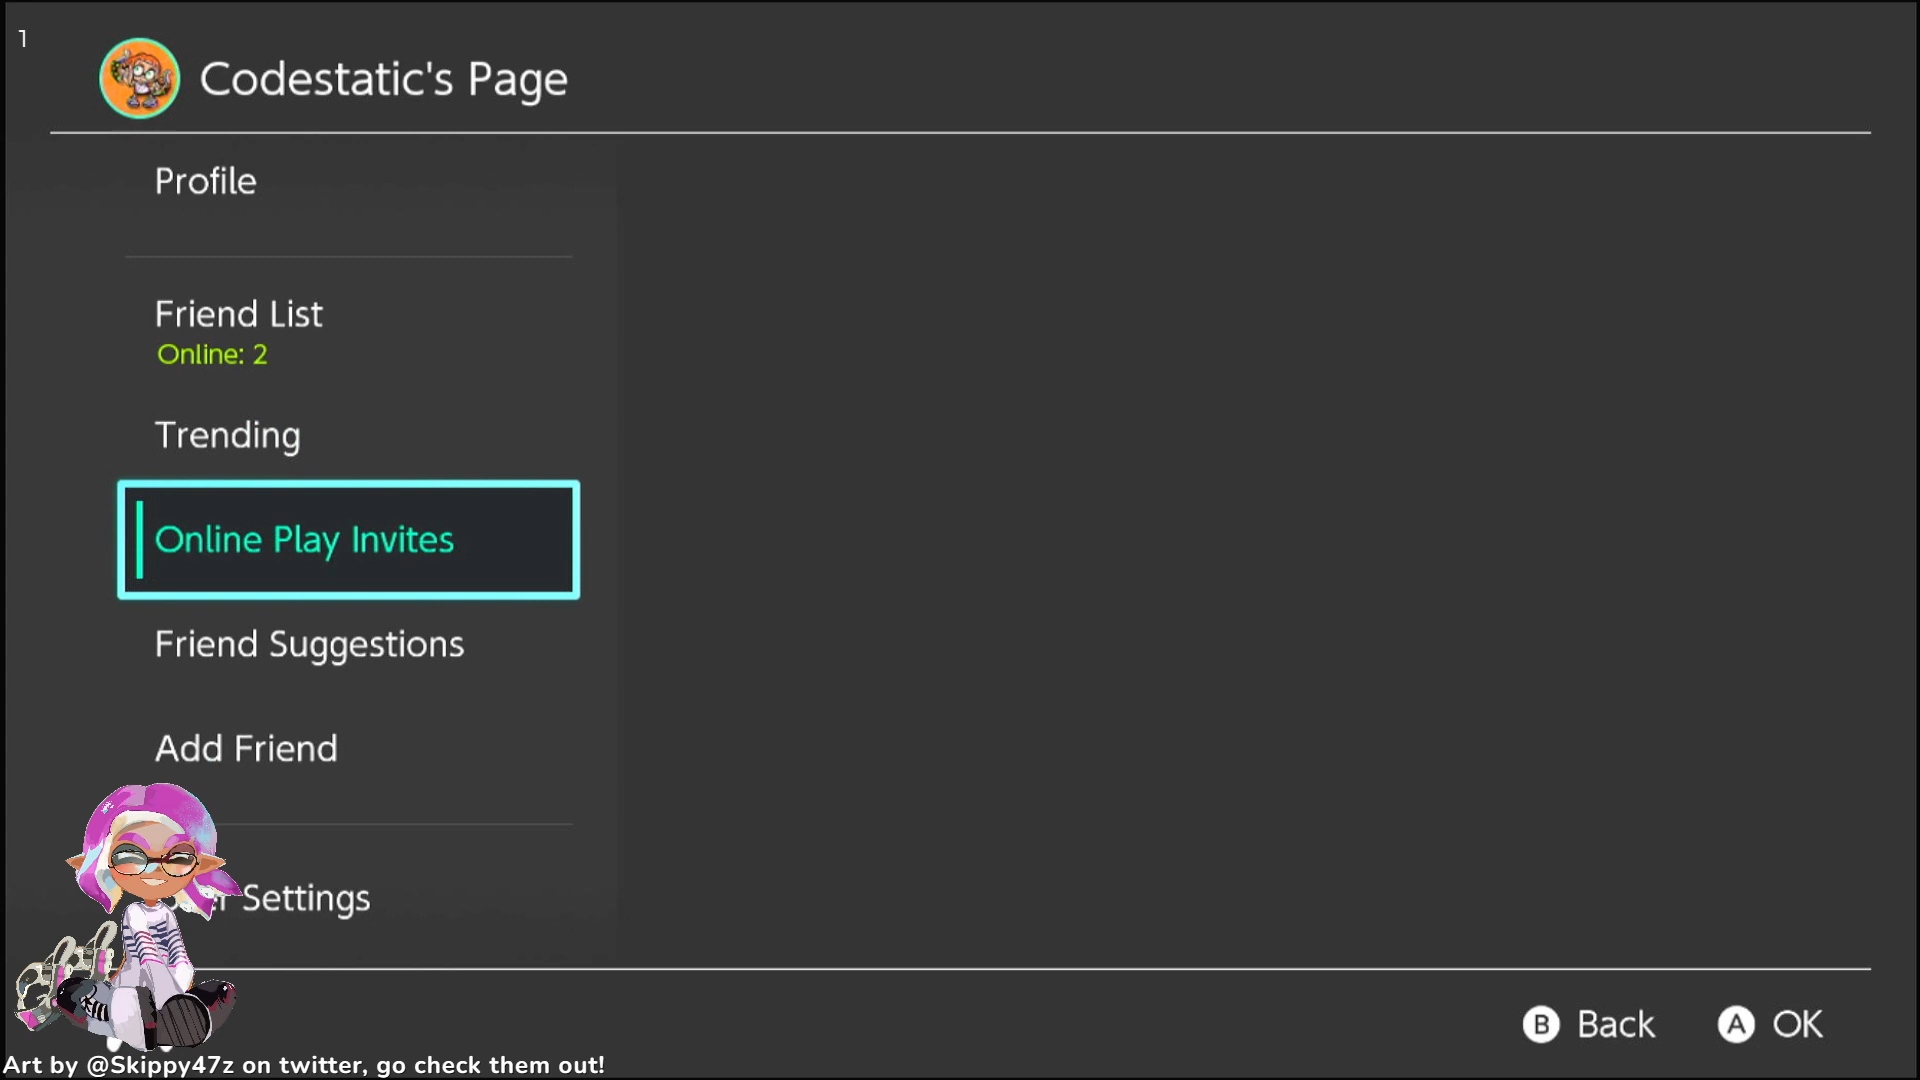 1
Codestatic's Page
Profile
Friend List
Online: 2
Trending
Online Play Invites
Friend Suggestions
Add Friend
Settings
B Back A OK
Art by @Skippy47z on twitter, go check them out!